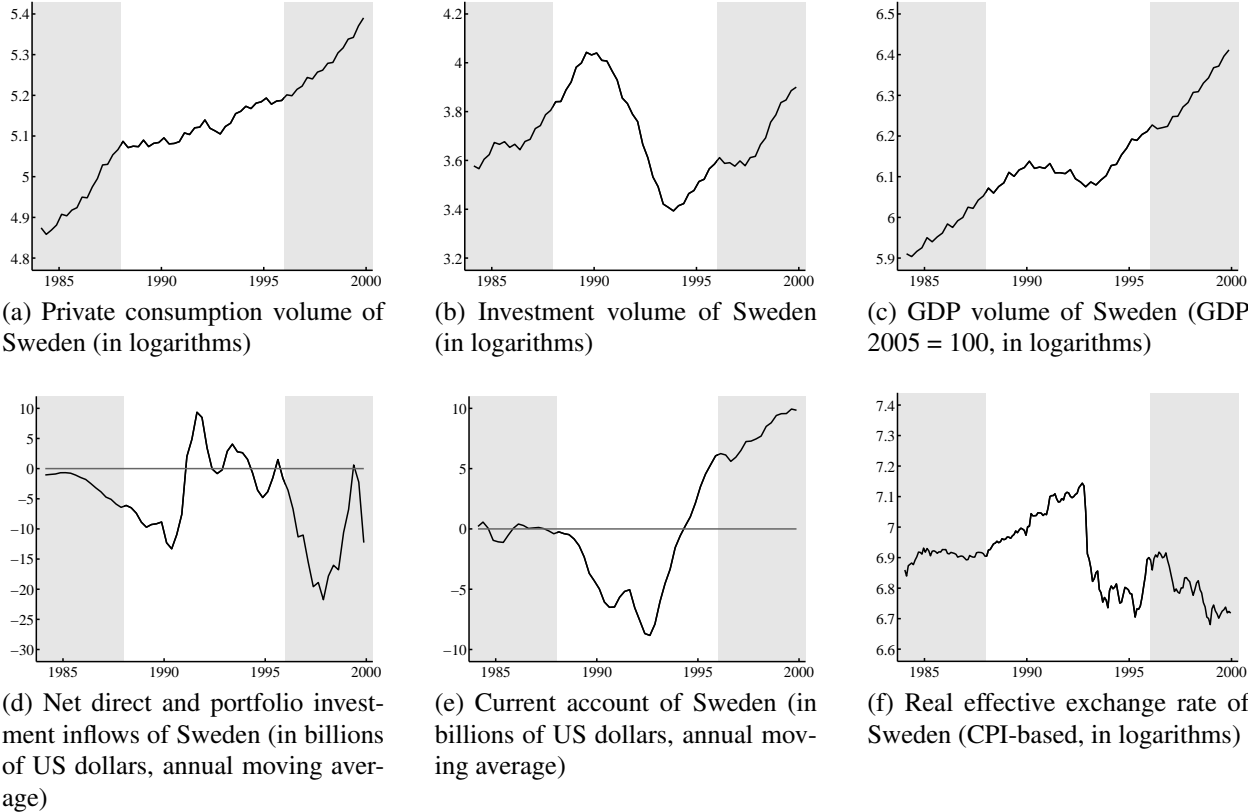 5.4
5.3
5.2
5.1
5
4.9
4.8
1985 1990 1995 2000
(a) Private consumption volume of
Sweden (in logarithms)
4.2
4
3.8
3.6
3.4
3.2
1985 1990 1995 2000
(b) Investment volume of Sweden
(in logarithms)
6.5
6.4
6.3
6.2
6.1
6
5.9
1985 1990 1995 2000
(c) GDP volume of Sweden (GDP
2005 = 100, in logarithms)
10
5
0
−5
−10
−15
−20
−25
−30
1985 1990 1995 2000
(d) Net direct and portfolio invest-
ment inflows of Sweden (in billions
of US dollars, annual moving aver-
age)
10
5
0
−5
−10
1985 1990 1995 2000
(e) Current account of Sweden (in
billions of US dollars, annual mov-
ing average)
7.4
7.3
7.2
7.1
7
6.9
6.8
6.7
6.6
1985 1990 1995 2000
(f) Real effective exchange rate of
Sweden (CPI-based, in logarithms)